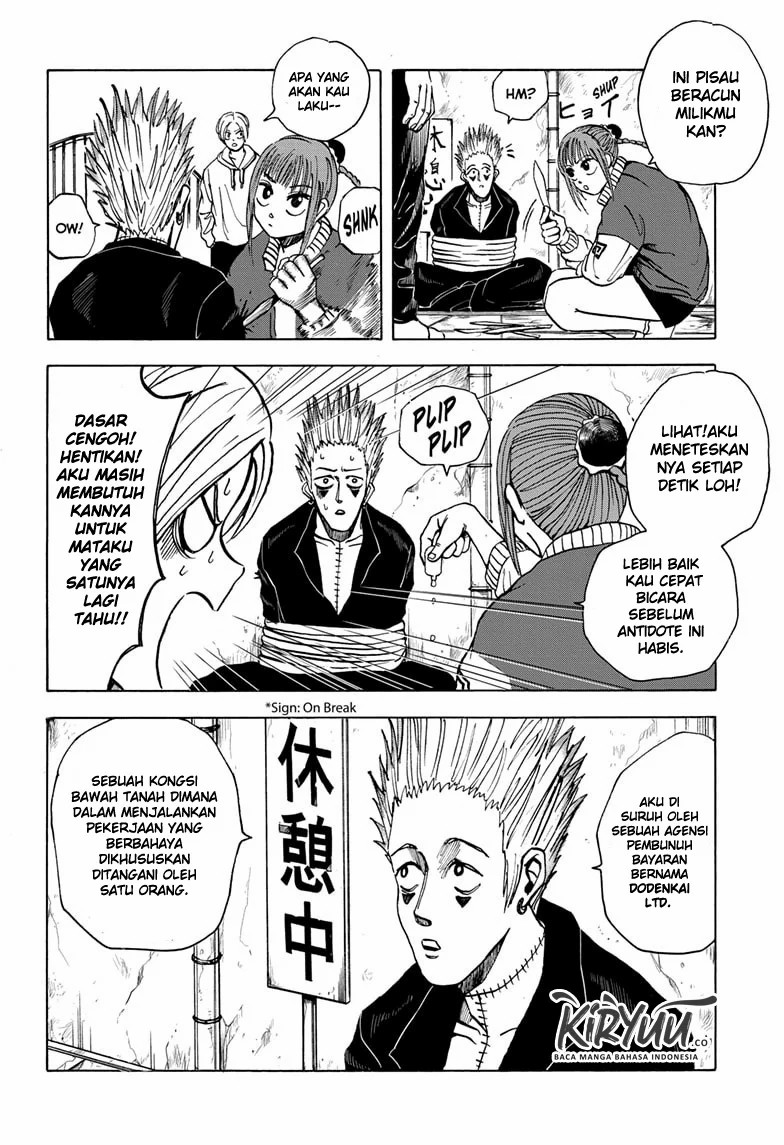 INI PISAU
BERACUN
MILIKMU
KAN?
SHUP
ヒョイ
HM?
休憩
APA YANG
AKAN KAU
LAKU--
SHNK
OW!
LIHAT!AKU
MENETESKAN
NYA SETIAP
DETIK LOH!
LEBIH BAIK
KAU CEPAT
BICARA
SEBELUM
ANTIDOTE INI
HABIS.
PLIP
PLIP
DASAR
CENGOH!
HENTIKAN!
AKU MASIH
MEMBUTUH
KANNYA
UNTUK
MATAKU
YANG
SATUNYA
LAGI
TAHU!!
*Sign: On Break
AKU DI
SURUH OLEH
SEBUAH AGENSI
PEMBUNUH
BAYARAN
BERNAMA
DODENKAI
LTD.
休憩中
SEBUAH KONGSI
BAWAH TANAH DIMANA
DALAM MENJALANKAN
PEKERJAAN YANG
BERBAHAYA
DIKHUSUSKAN
DITANGANI OLEH
SATU ORANG.
KIRYUU.co
BACA MANGA BAHASA INDONESIA